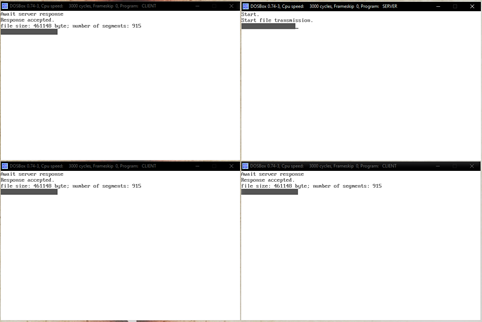 DOSBox 0.74-3, Cpu speed: 3000 cycles, Frameskip 0, Program: CLIENT
Await server response
Response accepted.
file size: 461148 byte; number of segments: 915
DOSBox 0.74-3, Cpu speed: 3000 cycles, Frameskip 0, Program: SERVER
Start.
Start file transmission.
DOSBox 0.74-3, Cpu speed: 3000 cycles, Frameskip 0, Program: CLIENT
Await server response
Response accepted.
file size: 461148 byte; number of segments: 915
DOSBox 0.74-3, Cpu speed: 3000 cycles, Frameskip 0, Program: CLIENT
Await server response
Response accepted.
file size: 461148 byte; number of segments: 915